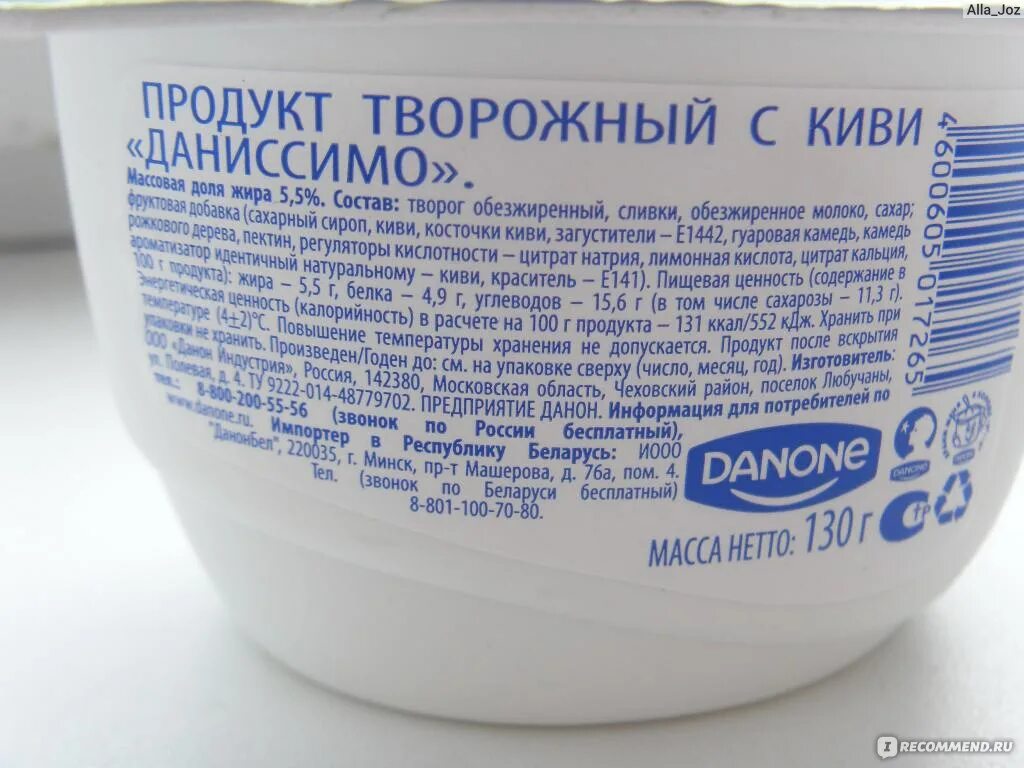 Alla_Joz
ПРОДУКТ ТВОРОЖНЫЙ С КИВИ
«ДАНИССИМО».
Массовая доля жира 5,5%. Состав: творог обезжиренный, сливки, обезжиренное молоко, сахар;
фруктовая добавка (сахарный сироп, киви, косточки киви, загустители – Е1442, гуаровая камедь, камедь
рожкового дерева, пектин, регуляторы кислотности – цитрат натрия, лимонная кислота, цитрат кальция,
ароматизатор идентичный натуральному – киви, краситель – Е141). Пищевая ценность (содержание в
100 г продукта): жира – 5,5 г, белка – 4,9 г, углеводов – 15,6 г (в том числе сахарозы – 11,3 г).
Энергетическая ценность (калорийность) в расчете на 100 г продукта – 131 ккал/552 кДж. Хранить при
температуре (4±2)°С. Повышение температуры хранения не допускается. Продукт после вскрытия
упаковки не хранить. Произведен/Годен до: см. на упаковке сверху (число, месяц, год). Изготовитель:
ООО «Данон Индустрия», Россия, 142380, Московская область, Чеховский район, поселок Любучаны,
ул. Полевая, д. 4. ТУ 9222-014-48779702. ПРЕДПРИЯТИЕ ДАНОН. Информация для потребителей по
тел.: 8-800-200-55-56 (звонок по России бесплатный),
www.danone.ru. Импортер в Республику Беларусь: ИООО
"ДанонБел", 220035, г. Минск, пр-т Машерова, д. 76а, пом. 4.
Тел. (звонок по Беларуси бесплатный)
8-801-100-70-80.
4 600605 017265
DANONE
DANONE
МАССА НЕТТО: 130 г
IRECOMMEND.RU